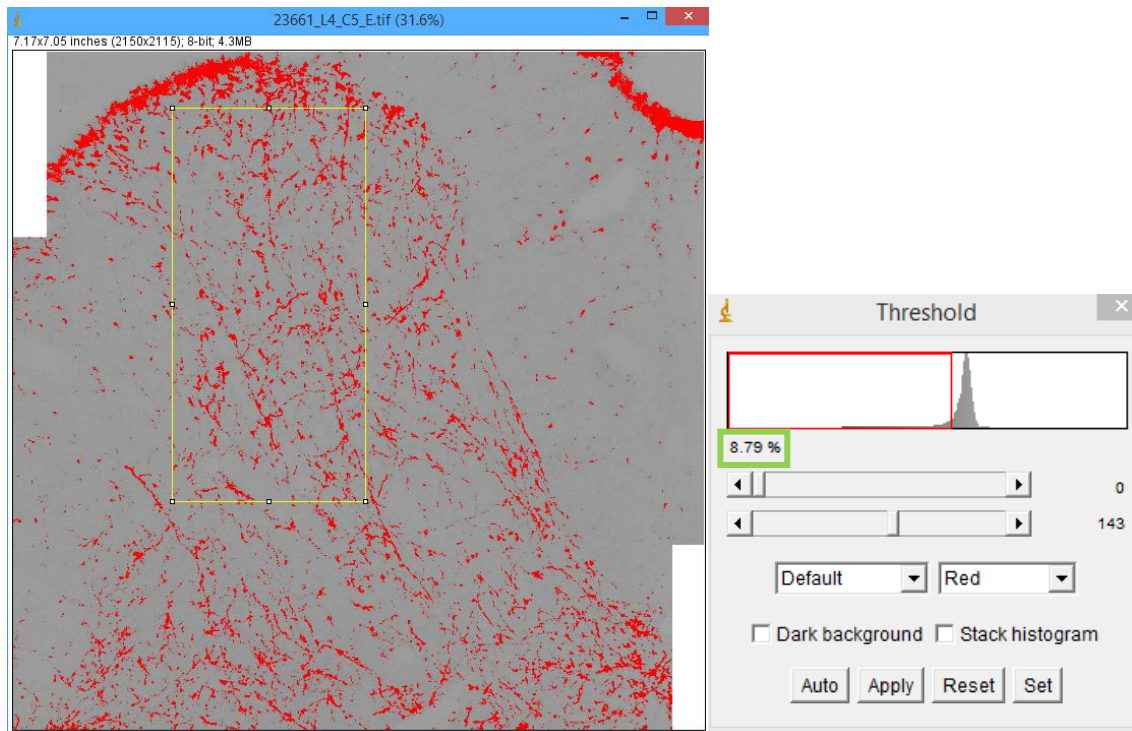 23661_L4_C5_E.tif (31.6%)
7.17x7.05 inches (2150x2115); 8-bit; 4.3MB
Threshold
8.79 %
0
143
Default Red
Dark background Stack histogram
Auto Apply Reset Set